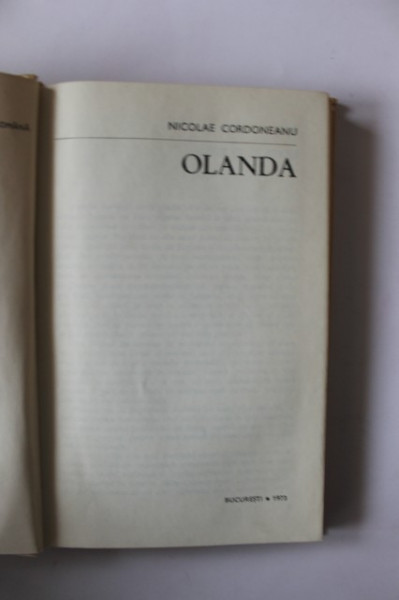 NICOLAE CORDONEANU
OLANDA
BUCUREȘTI • 1973